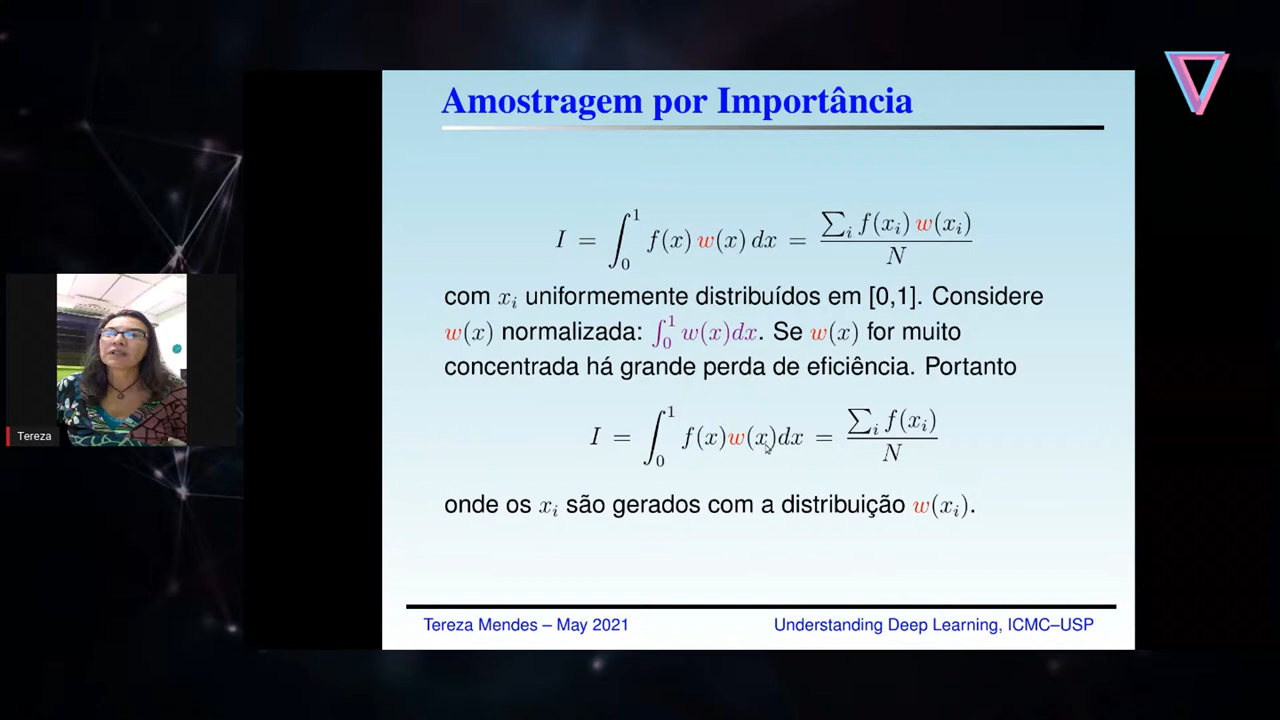 Amostragem por Importância
I = ∫₀¹ f(x) w(x) dx = ∑ᵢ f(xᵢ) w(xᵢ) / N
com xᵢ uniformemente distribuídos em [0,1]. Considere
w(x) normalizada: ∫₀¹ w(x)dx. Se w(x) for muito
concentrada há grande perda de eficiência. Portanto
I = ∫₀¹ f(x)w(x)dx = ∑ᵢ f(xᵢ) / N
onde os xᵢ são gerados com a distribuição w(xᵢ).
Tereza Mendes – May 2021
Understanding Deep Learning, ICMC–USP
Tereza